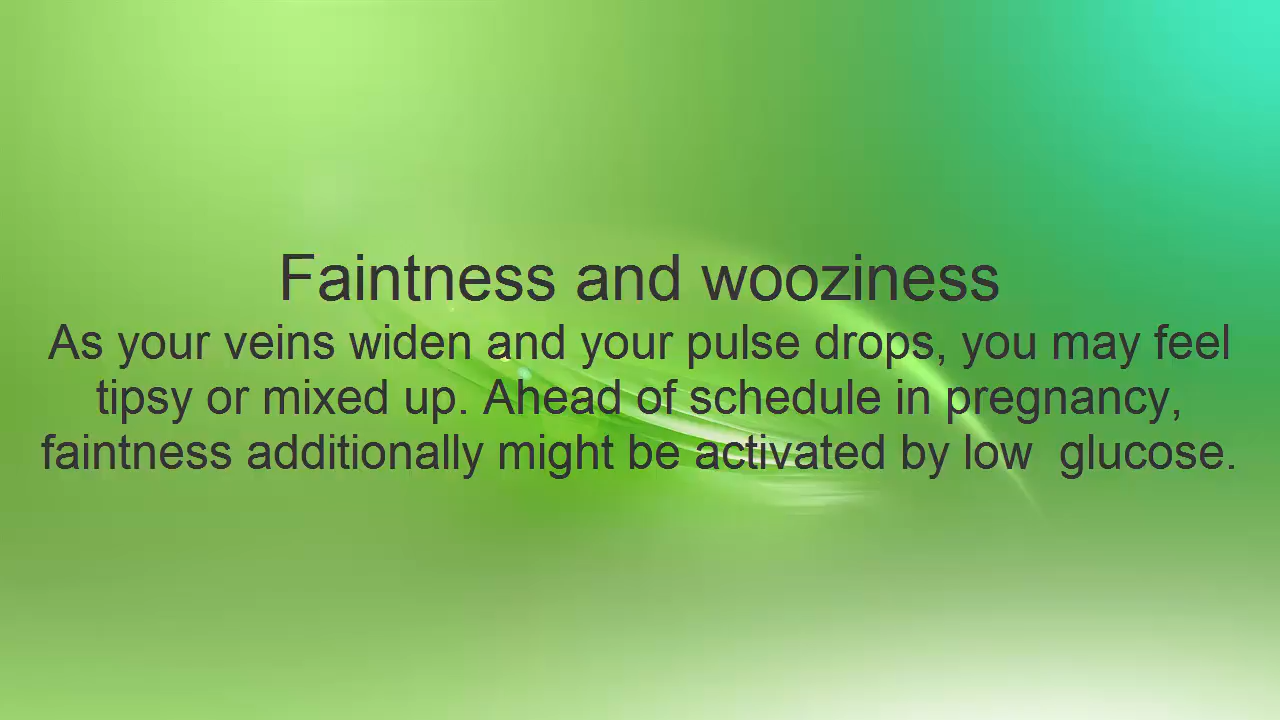 Faintness and wooziness
As your veins widen and your pulse drops, you may feel
tipsy or mixed up. Ahead of schedule in pregnancy,
faintness additionally might be activated by low  glucose.